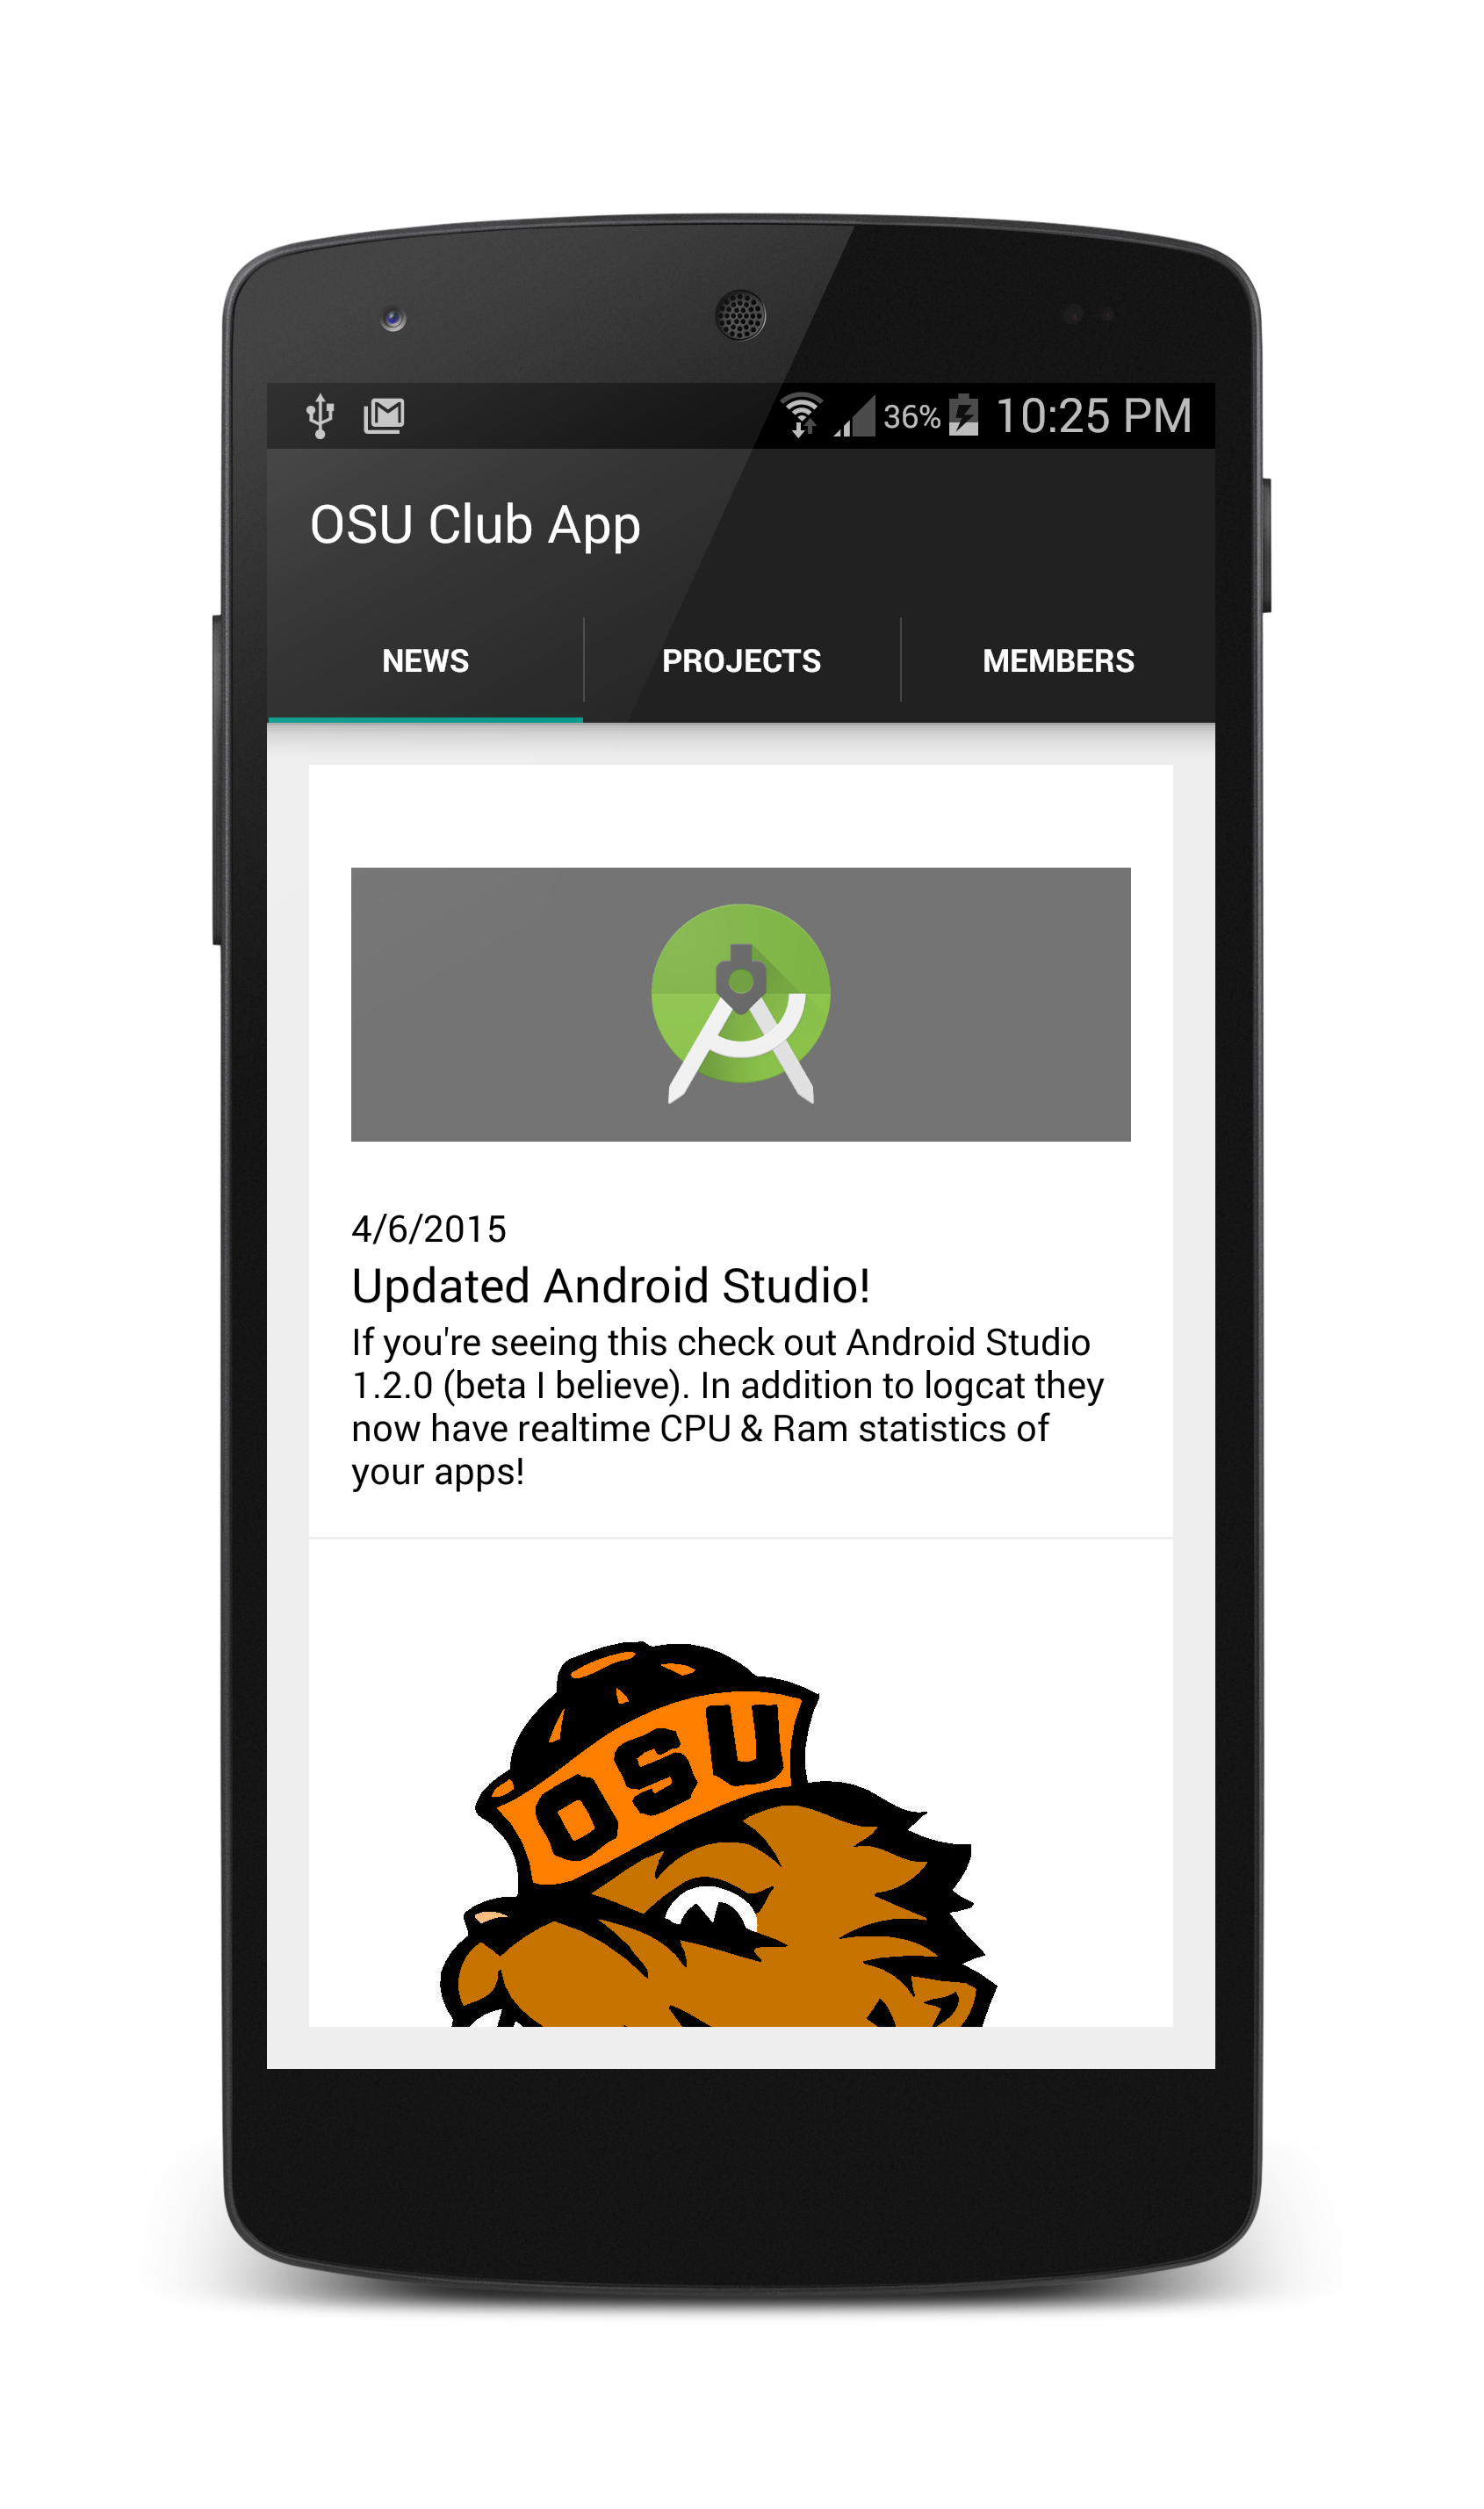 36% 10:25 PM
OSU Club App
NEWS PROJECTS MEMBERS
4/6/2015
Updated Android Studio!
If you're seeing this check out Android Studio
1.2.0 (beta I believe). In addition to logcat they
now have realtime CPU & Ram statistics of
your apps!
OSU